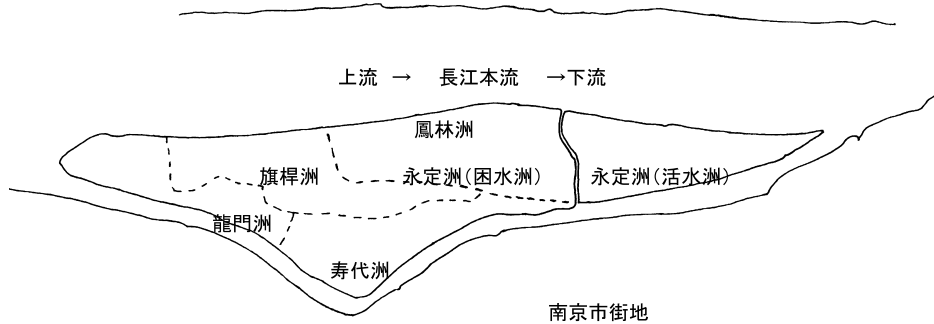 上流 → 長江本流 →下流
鳳林洲
旗桿洲
永定洲（困水洲）
永定洲（活水洲）
龍門洲
寿代洲
南京市街地